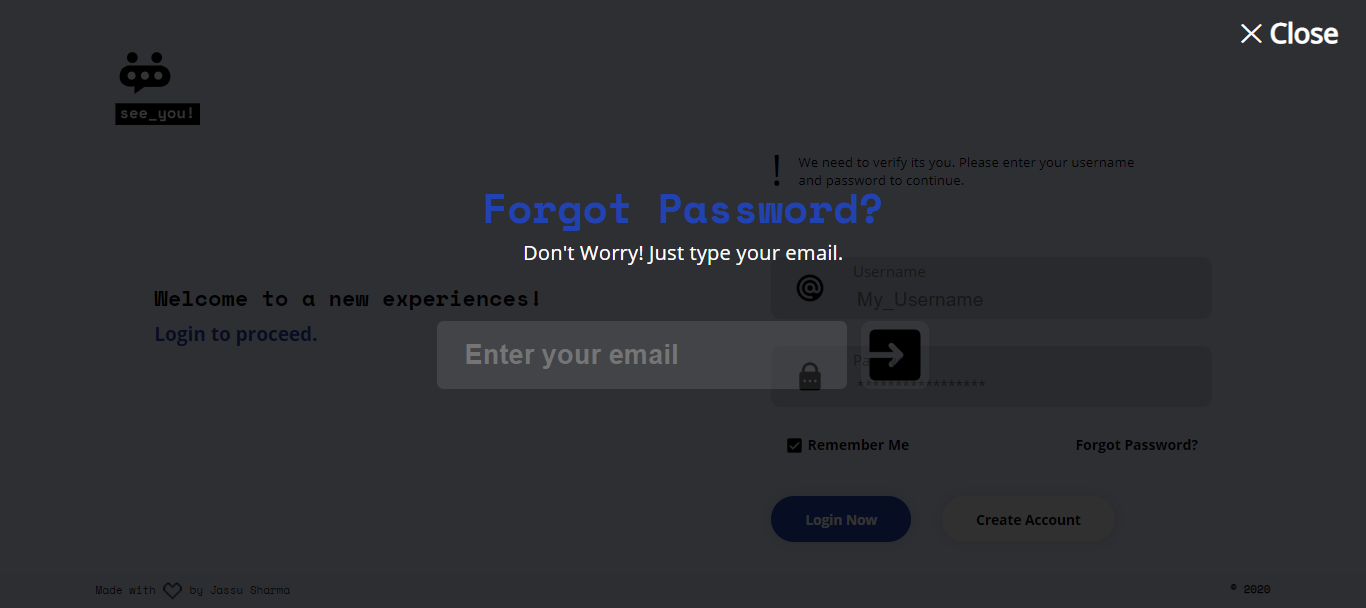 Close
see_you!
We need to verify its you. Please enter your username
and password to continue.
Forgot Password?
Don't Worry! Just type your email.
Username
My_Username
Welcome to a new experiences!
Login to proceed.
Enter your email
Pa
*****************
Remember Me
Forgot Password?
Login Now
Create Account
Made with by Jassu Sharma
© 2020